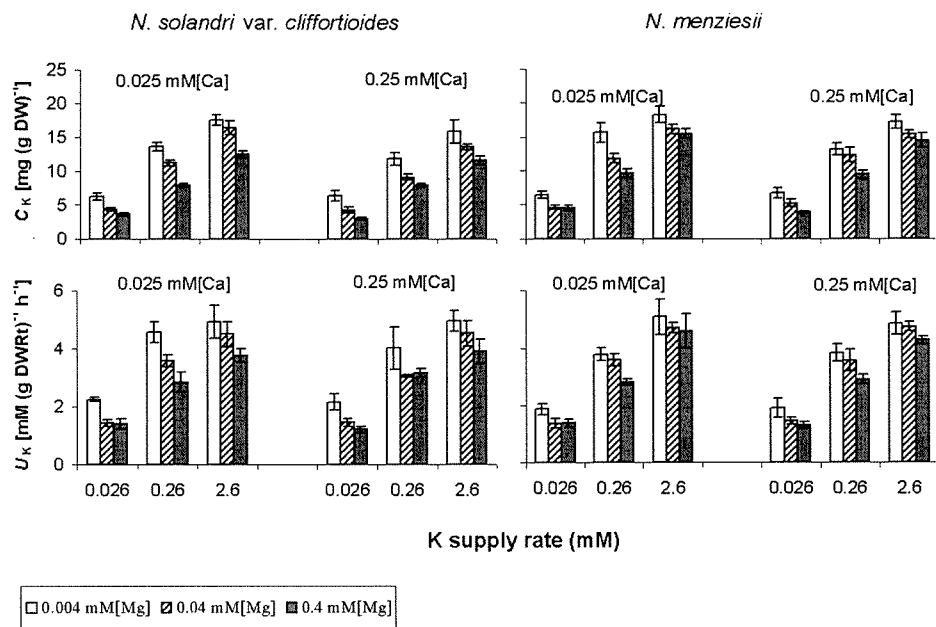 N. solandri var. cliffortioides
N. menziesii
C_K [mg (g DW)⁻¹]
25
20
15
10
5
0
0.025 mM[Ca]
0.25 mM[Ca]
0.025 mM[Ca]
0.25 mM[Ca]
U_K [mM (g DWRt)⁻¹ h⁻¹]
6
4
2
0
0.025 mM[Ca]
0.25 mM[Ca]
0.025 mM[Ca]
0.25 mM[Ca]
0.026 0.26 2.6 0.026 0.26 2.6 0.026 0.26 2.6 0.026 0.26 2.6
K supply rate (mM)
0.004 mM[Mg] 0.04 mM[Mg] 0.4 mM[Mg]